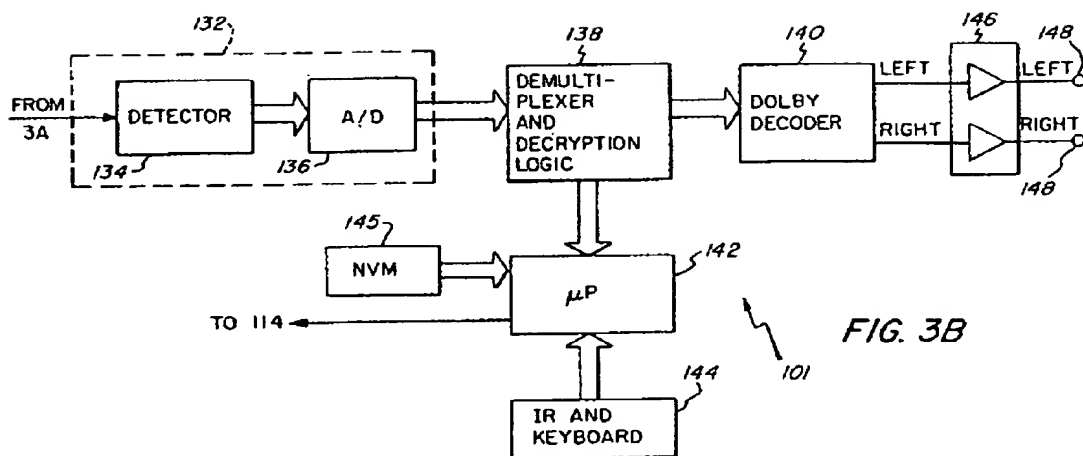 132
138
140
146
148
FROM
3A
DETECTOR
A/D
DEMULTI-
PLEXER
AND
DECRYPTION
LOGIC
DOLBY
DECODER
LEFT
LEFT
RIGHT
RIGHT
134
136
148
145
NVM
142
μP
TO 114
FIG. 3B
101
144
IR AND
KEYBOARD